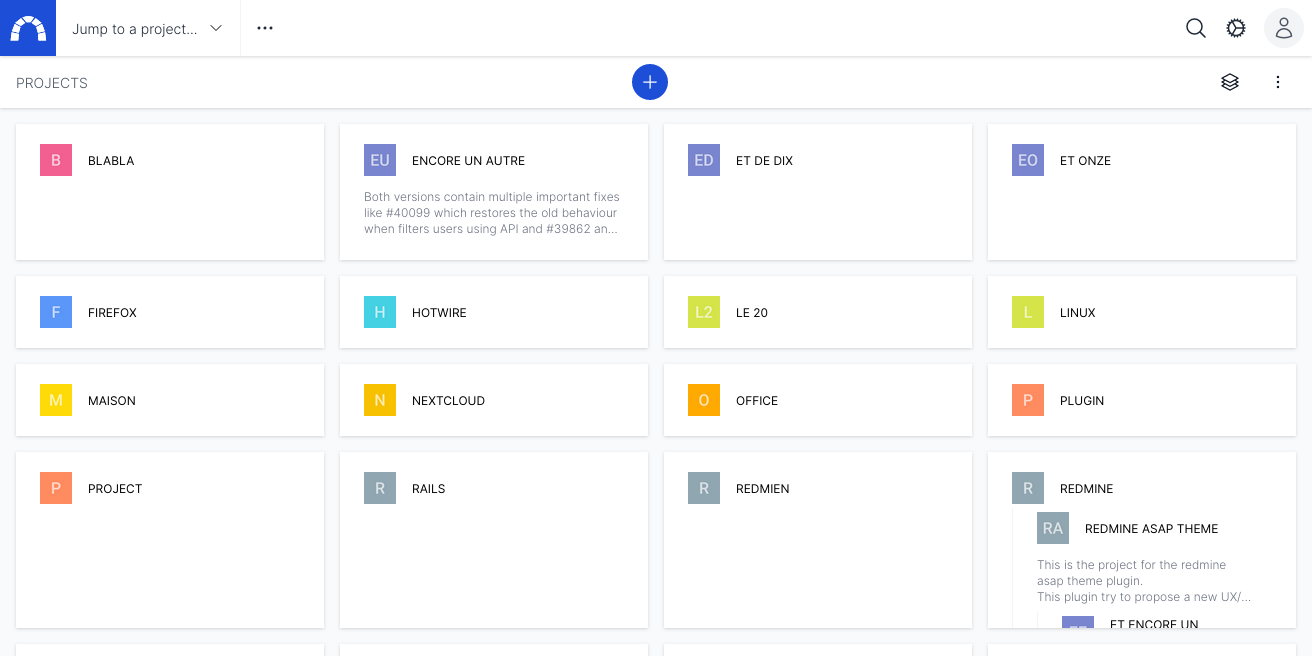 Jump to a project...
PROJECTS
B BLABLA
EU ENCORE UN AUTRE
Both versions contain multiple important fixes
like #40099 which restores the old behaviour
when filters users using API and #39862 an...
ED ET DE DIX
EO ET ONZE
F FIREFOX
H HOTWIRE
L2 LE 20
L LINUX
M MAISON
N NEXTCLOUD
O OFFICE
P PLUGIN
P PROJECT
R RAILS
R REDMIEN
R REDMINE
RA REDMINE ASAP THEME
This is the project for the redmine
asap theme plugin.
This plugin try to propose a new UX/...
ET ENCORE UN